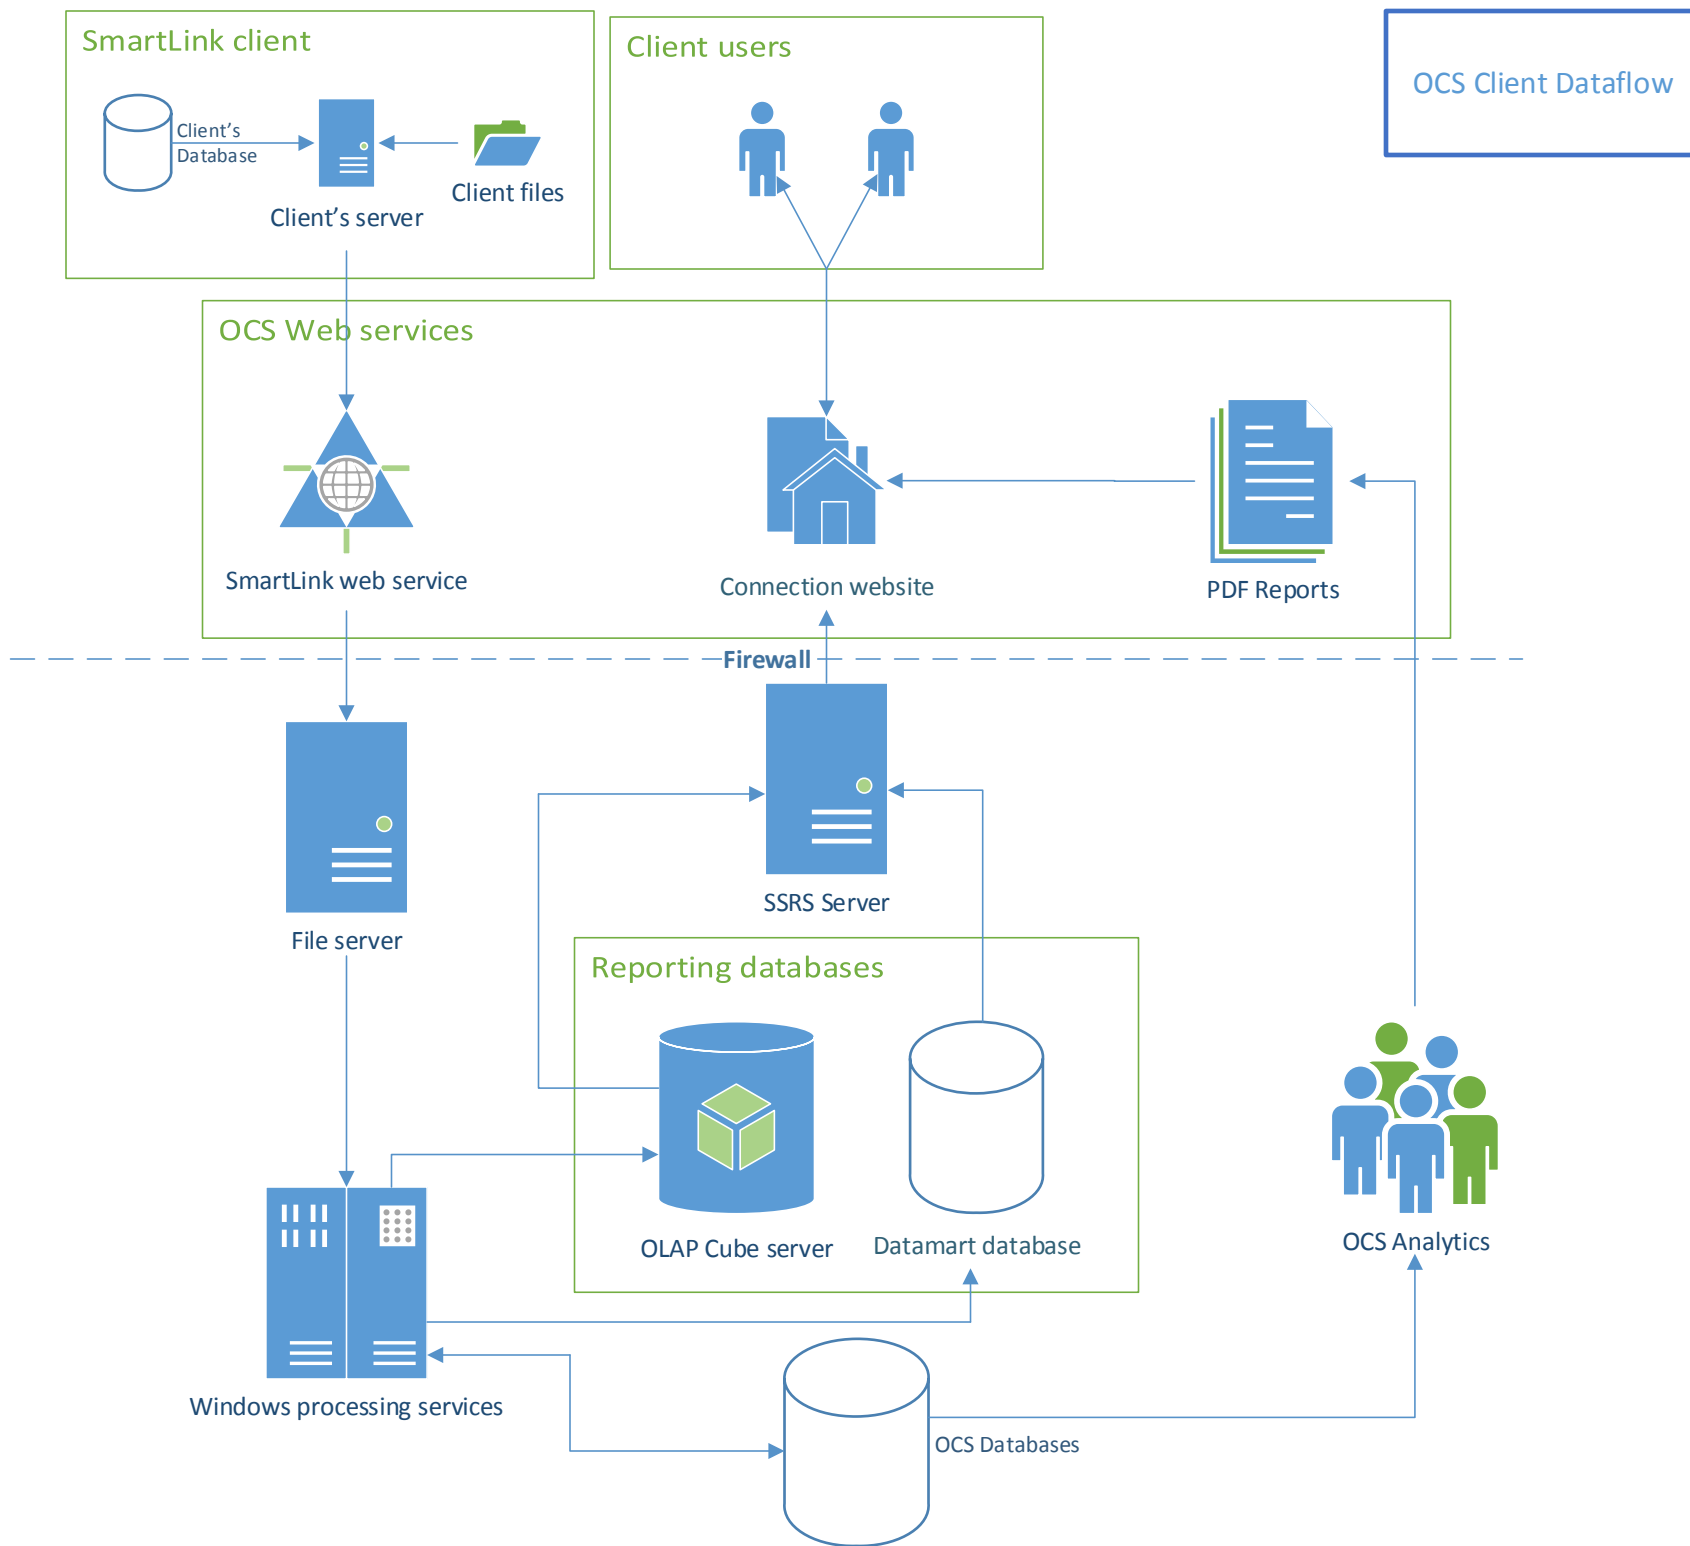 SmartLink client
Client users
OCS Client Dataflow
Client's
Database
Client files
Client's server
OCS Web services
SmartLink web service
Connection website
PDF Reports
Firewall
SSRS Server
File server
Reporting databases
OLAP Cube server
Datamart database
OCS Analytics
Windows processing services
OCS Databases